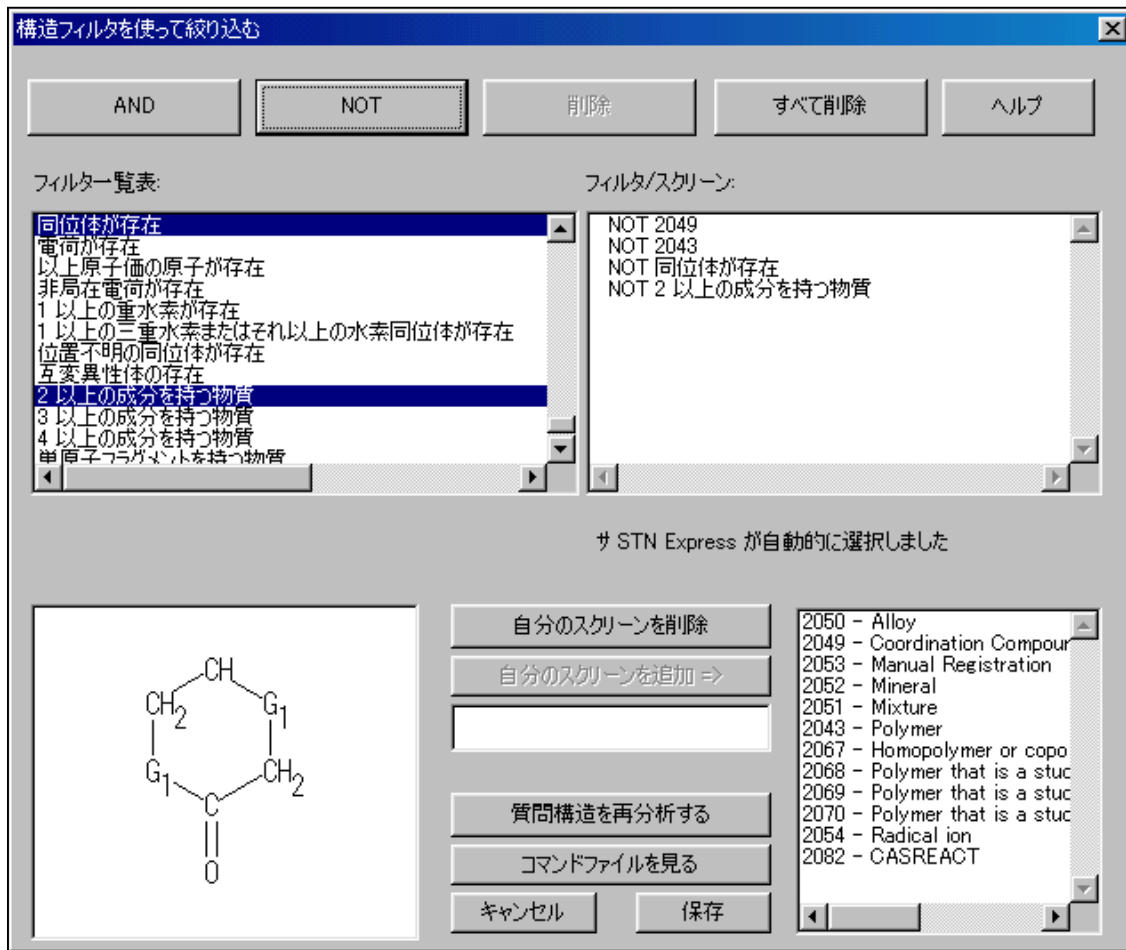 構造フィルタを使って絞り込む
AND
NOT
削除
すべて削除
ヘルプ
フィルター覧表:
フィルタ/スクリーン:
同位体が存在
電荷が存在
以上原子価の原子が存在
非局在電荷が存在
1 以上の重水素が存在
1 以上の三重水素またはそれ以上の水素同位体が存在
位置不明の同位体が存在
互変異性体の存在
2 以上の成分を持つ物質
3 以上の成分を持つ物質
4 以上の成分を持つ物質
単原子フラグメントを持つ物質
NOT 2049
NOT 2043
NOT 同位体が存在
NOT 2 以上の成分を持つ物質
サ STN Express が自動的に選択しました
CH
CH2
G1
G1
CH2
C
O
自分のスクリーンを削除
自分のスクリーンを追加 =>
質問構造を再分析する
コマンドファイルを見る
キャンセル
保存
2050 - Alloy
2049 - Coordination Compour
2053 - Manual Registration
2052 - Mineral
2051 - Mixture
2043 - Polymer
2067 - Homopolymer or copo
2068 - Polymer that is a stuc
2069 - Polymer that is a stuc
2070 - Polymer that is a stuc
2054 - Radical ion
2082 - CASREACT